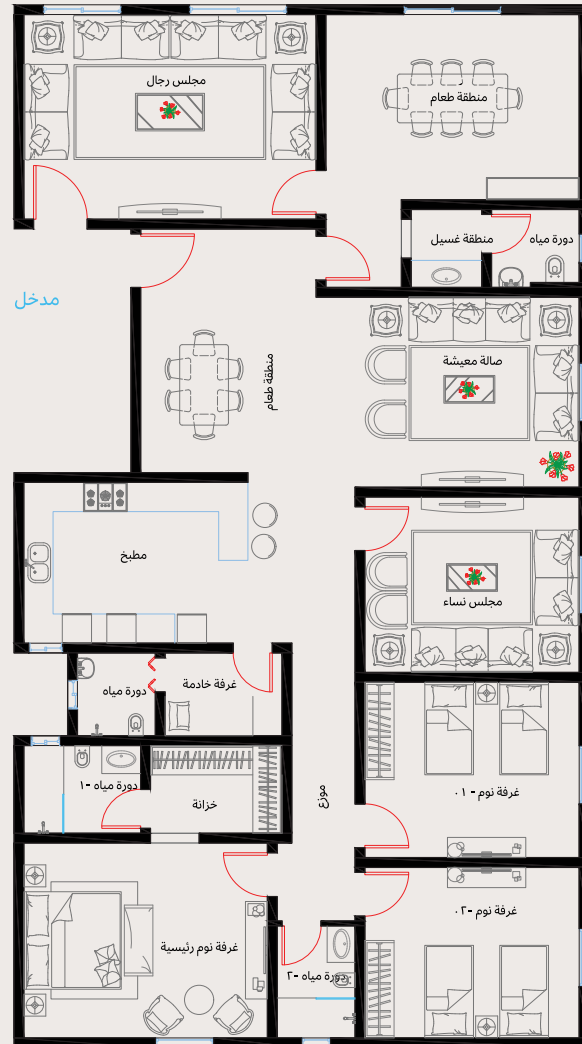 مجلس رجال
منطقة طعام
منطقة غسيل
دورة مياه
مدخل
صالة معيشة
منطقة طعام
مطبخ
مجلس نساء
غرفة خادمة
دورة مياه
دورة مياه -١
خزانة
موزع
غرفة نوم - ٠١
غرفة نوم -٠٢
غرفة نوم رئيسية
دورة مياه -٢